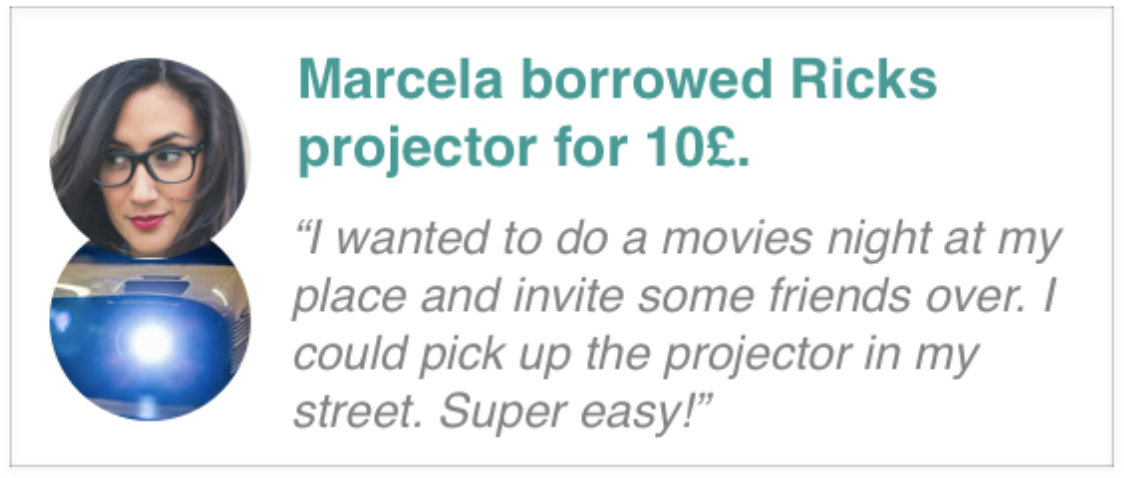 Marcela borrowed Ricks
projector for 10£.
“I wanted to do a movies night at my
place and invite some friends over. I
could pick up the projector in my
street. Super easy!”